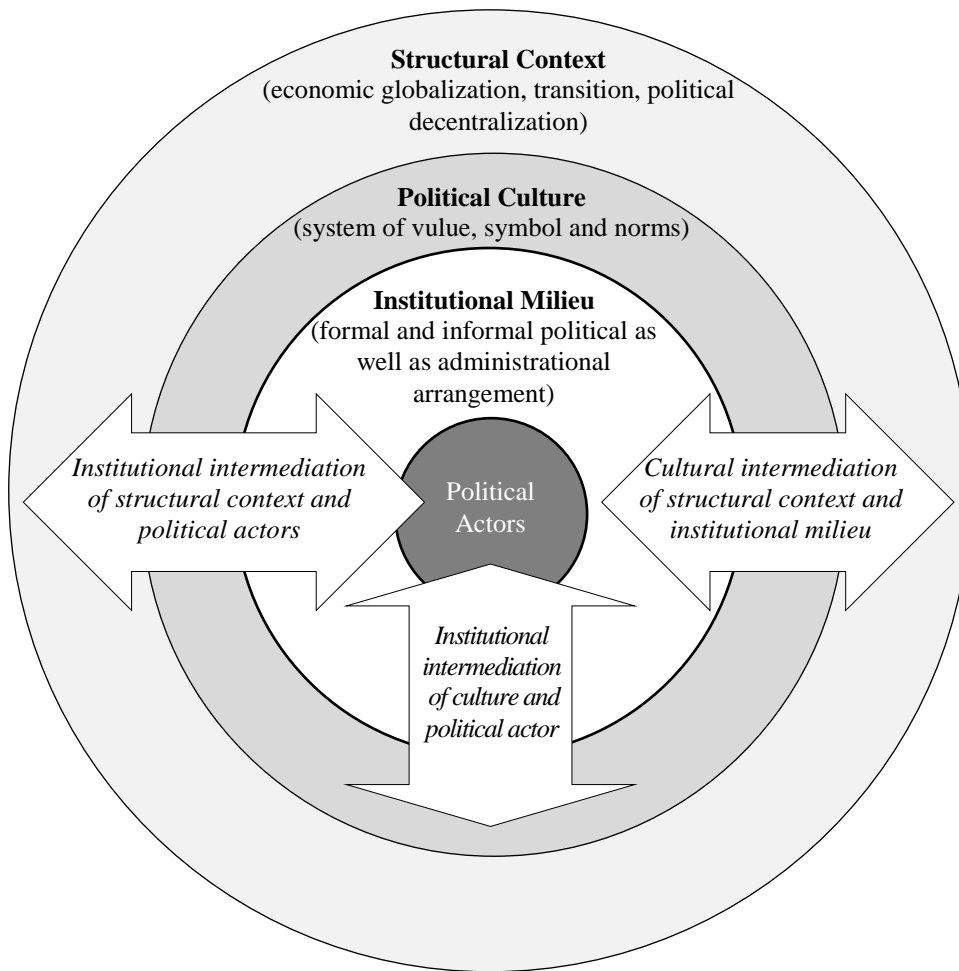 Structural Context
(economic globalization, transition, political
decentralization)
Political Culture
(system of vulue, symbol and norms)
Institutional Milieu
(formal and informal political as
well as administrational
arrangement)
Institutional intermediation
of structural context and
political actors
Political
Actors
Cultural intermediation
of structural context and
institutional milieu
Institutional
intermediation
of culture and
political actor